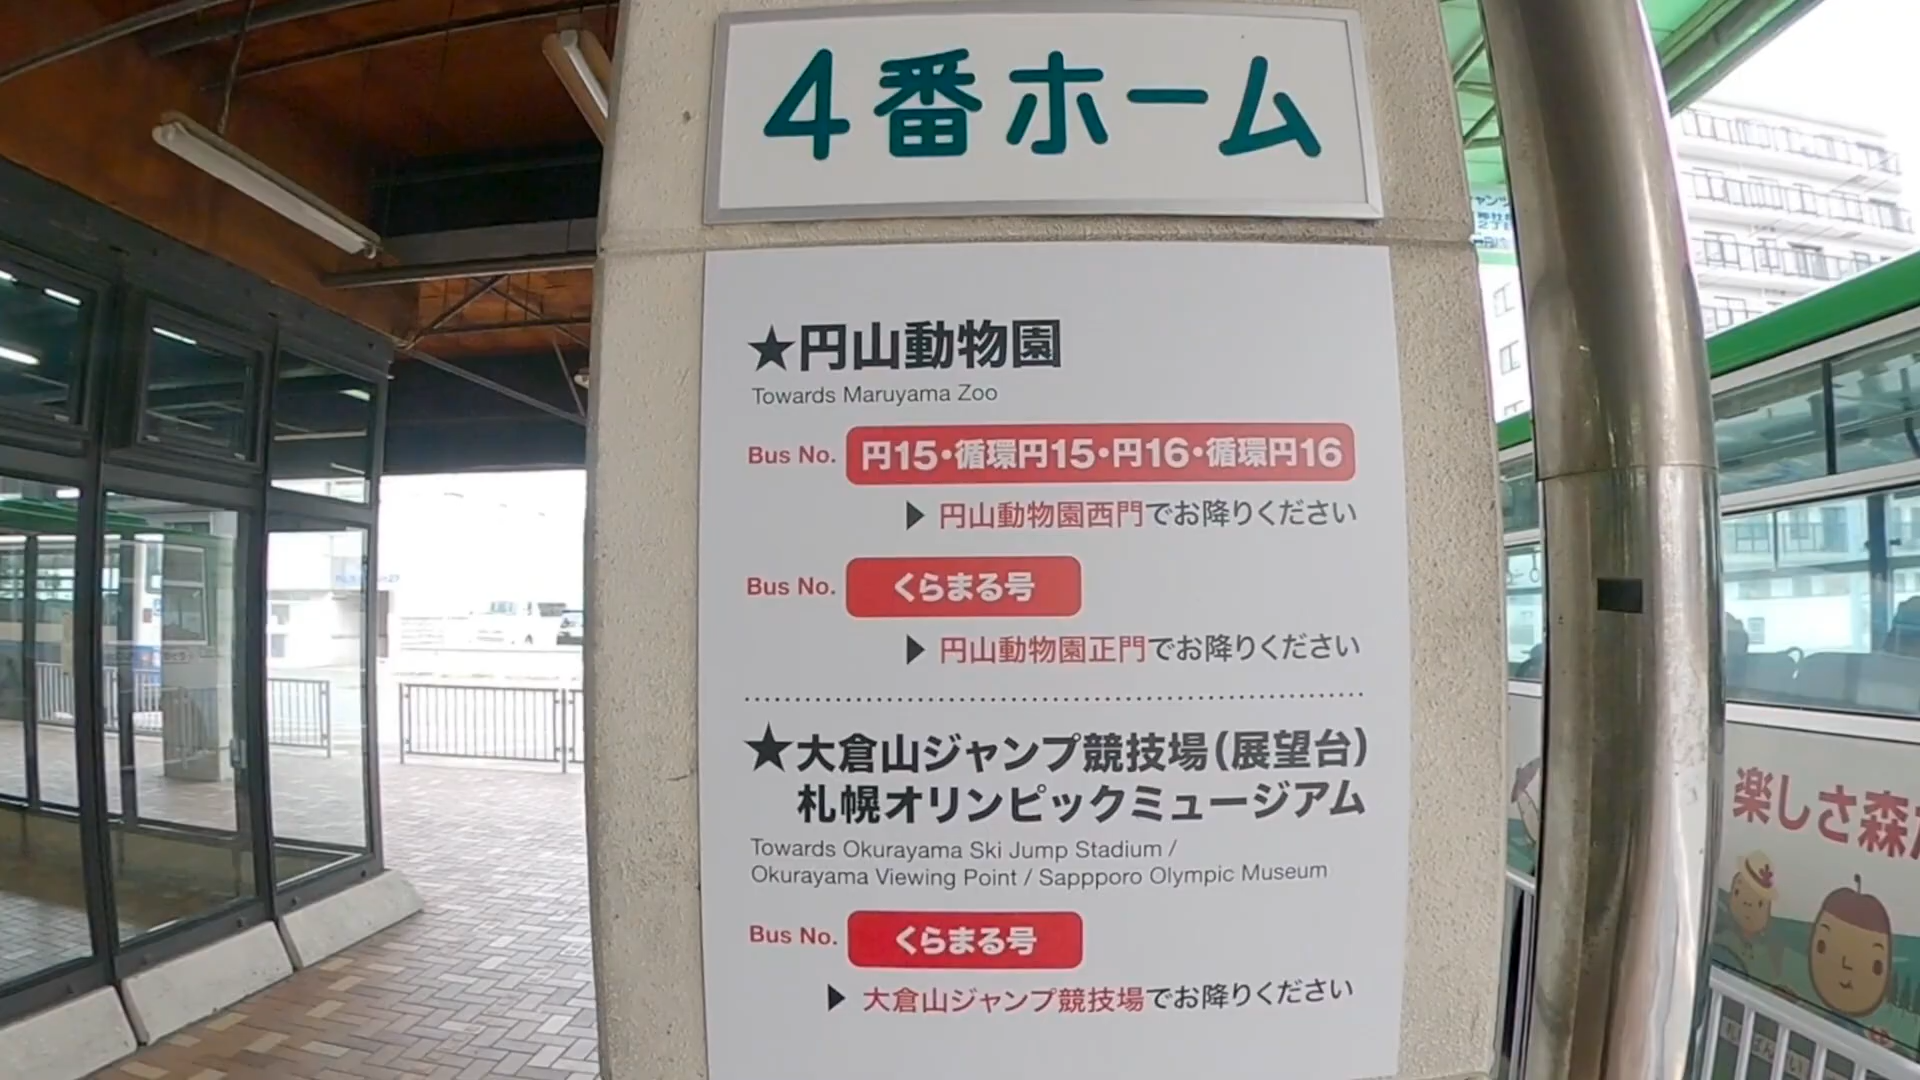 4番ホーム
★円山動物園
Towards Maruyama Zoo
Bus No. 円15・循環円15・円16・循環円16
▶ 円山動物園西門でお降りください
Bus No. くらまる号
▶ 円山動物園正門でお降りください
★大倉山ジャンプ競技場(展望台)
札幌オリンピックミュージアム
Towards Okurayama Ski Jump Stadium /
Okurayama Viewing Point / Sappporo Olympic Museum
Bus No. くらまる号
▶ 大倉山ジャンプ競技場でお降りください
楽しさ森